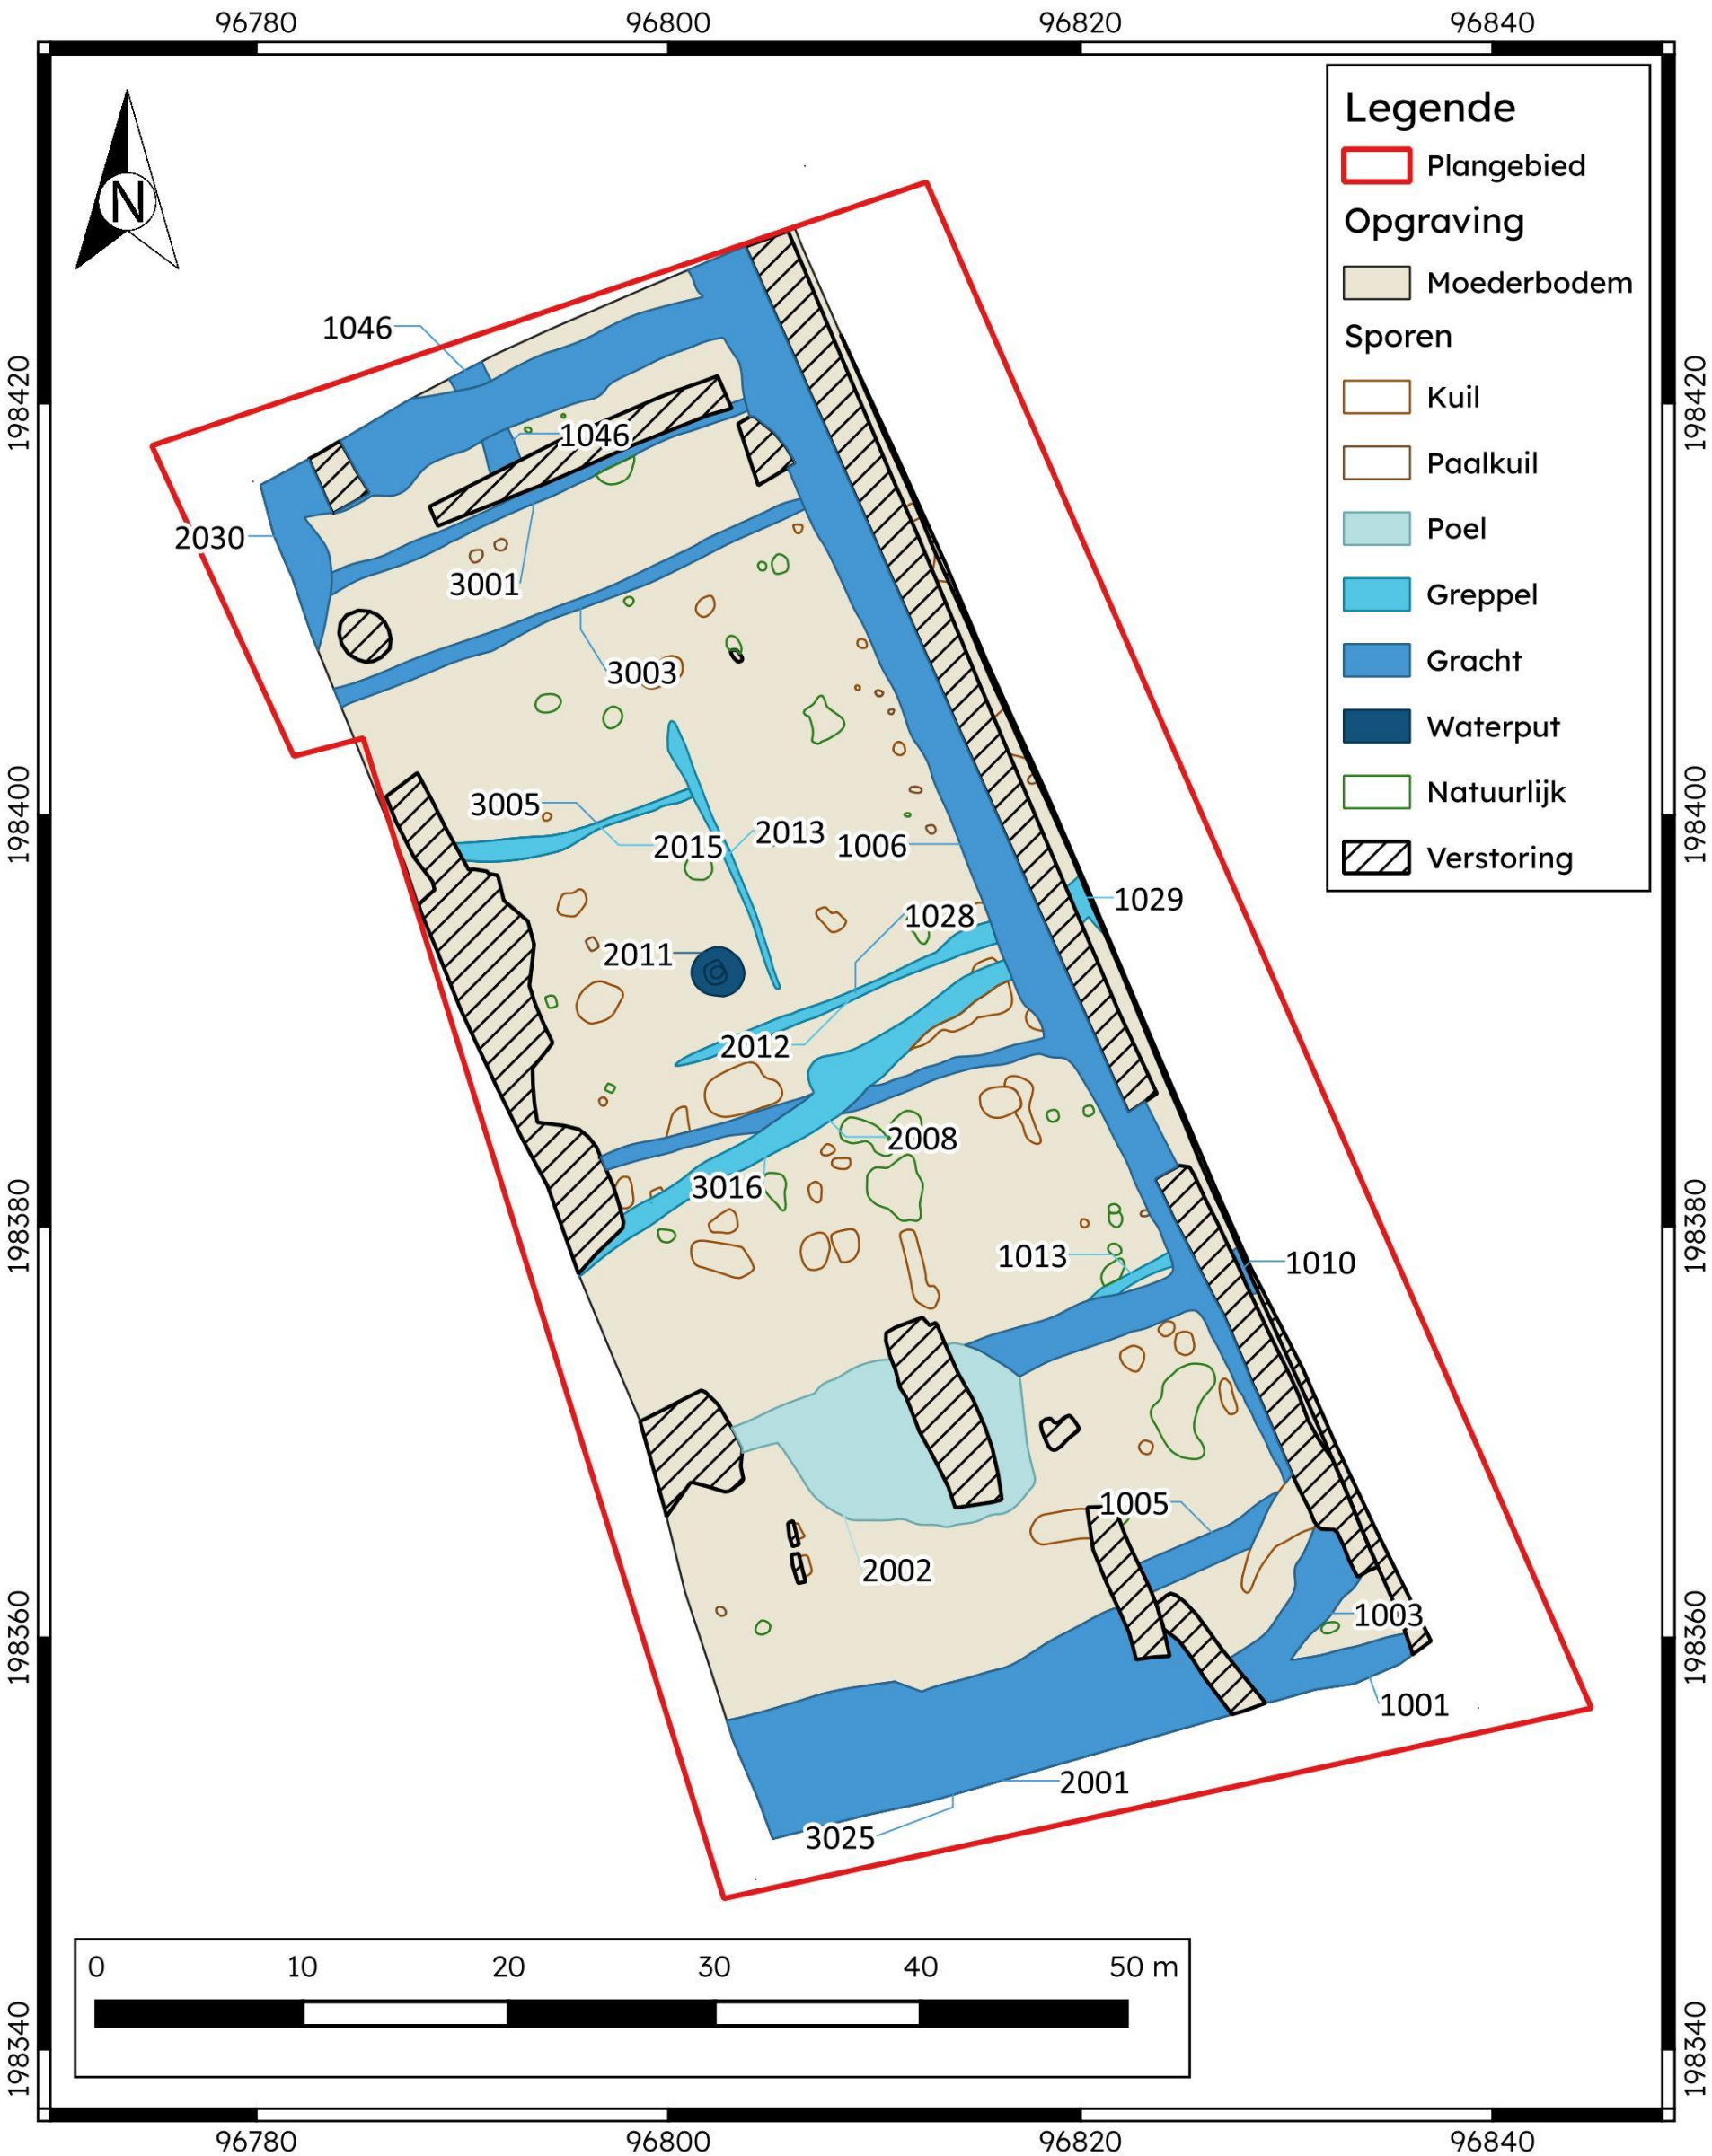 96780 96800 96820 96840
Legende
Plangebied
Opgraving
Moederbodem
Sporen
Kuil
Paalkuil
Poel
Greppel
Gracht
Waterput
Natuurlijk
Verstoring
N
198420
198400
198380
198360
198340
198420
198400
198380
198360
198340
1046
1046
2030
3001
3003
3005
2015
2013
1006
1029
1028
2011
2012
2008
3016
1013
1010
1005
2002
1003
1001
2001
3025
0 10 20 30 40 50 m
96780 96800 96820 96840